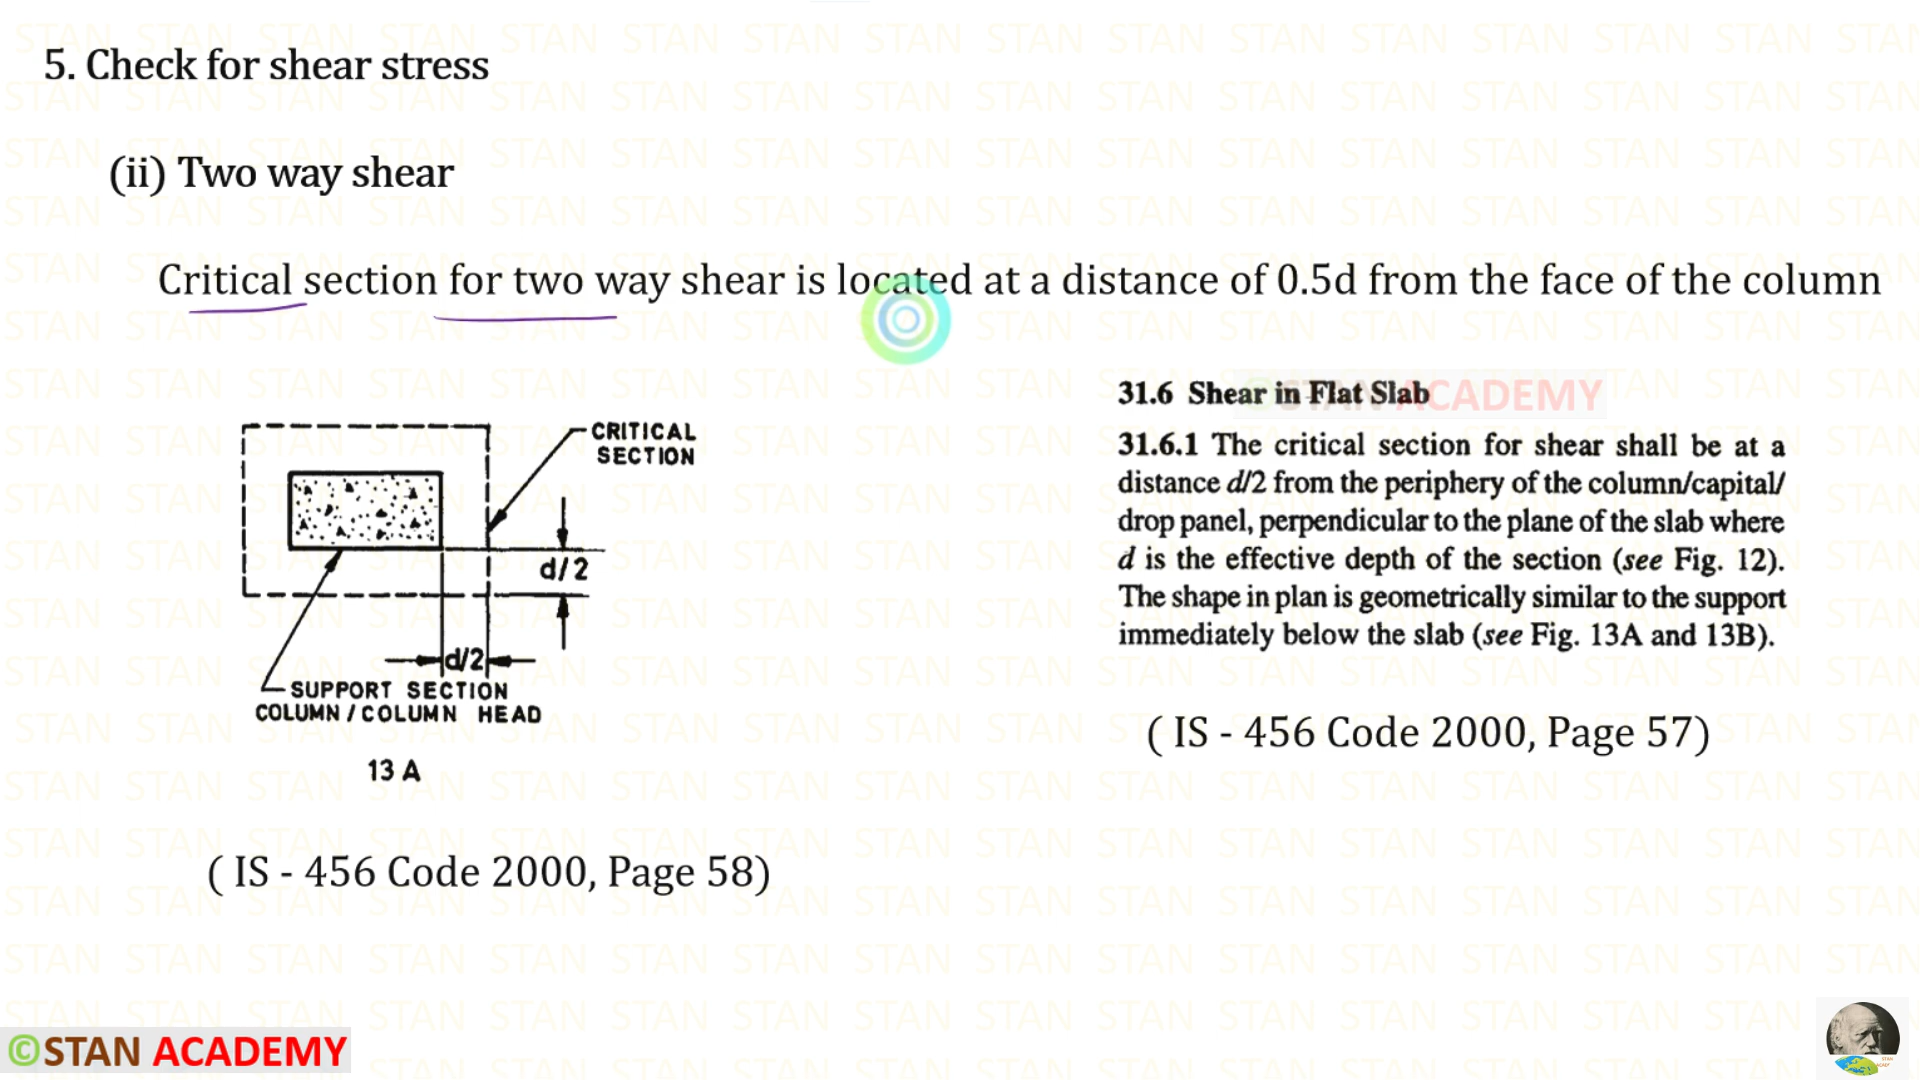 5. Check for shear stress
(ii) Two way shear
Critical section for two way shear is located at a distance of 0.5d from the face of the column
CRITICAL
SECTION
d/2
d/2
SUPPORT SECTION
COLUMN / COLUMN HEAD
13 A
( IS - 456 Code 2000, Page 58)
31.6 Shear in Flat Slab
©STAN ACADEMY
31.6.1 The critical section for shear shall be at a
distance d/2 from the periphery of the column/capital/
drop panel, perpendicular to the plane of the slab where
d is the effective depth of the section (see Fig. 12).
The shape in plan is geometrically similar to the support
immediately below the slab (see Fig. 13A and 13B).
( IS - 456 Code 2000, Page 57)
©STAN ACADEMY